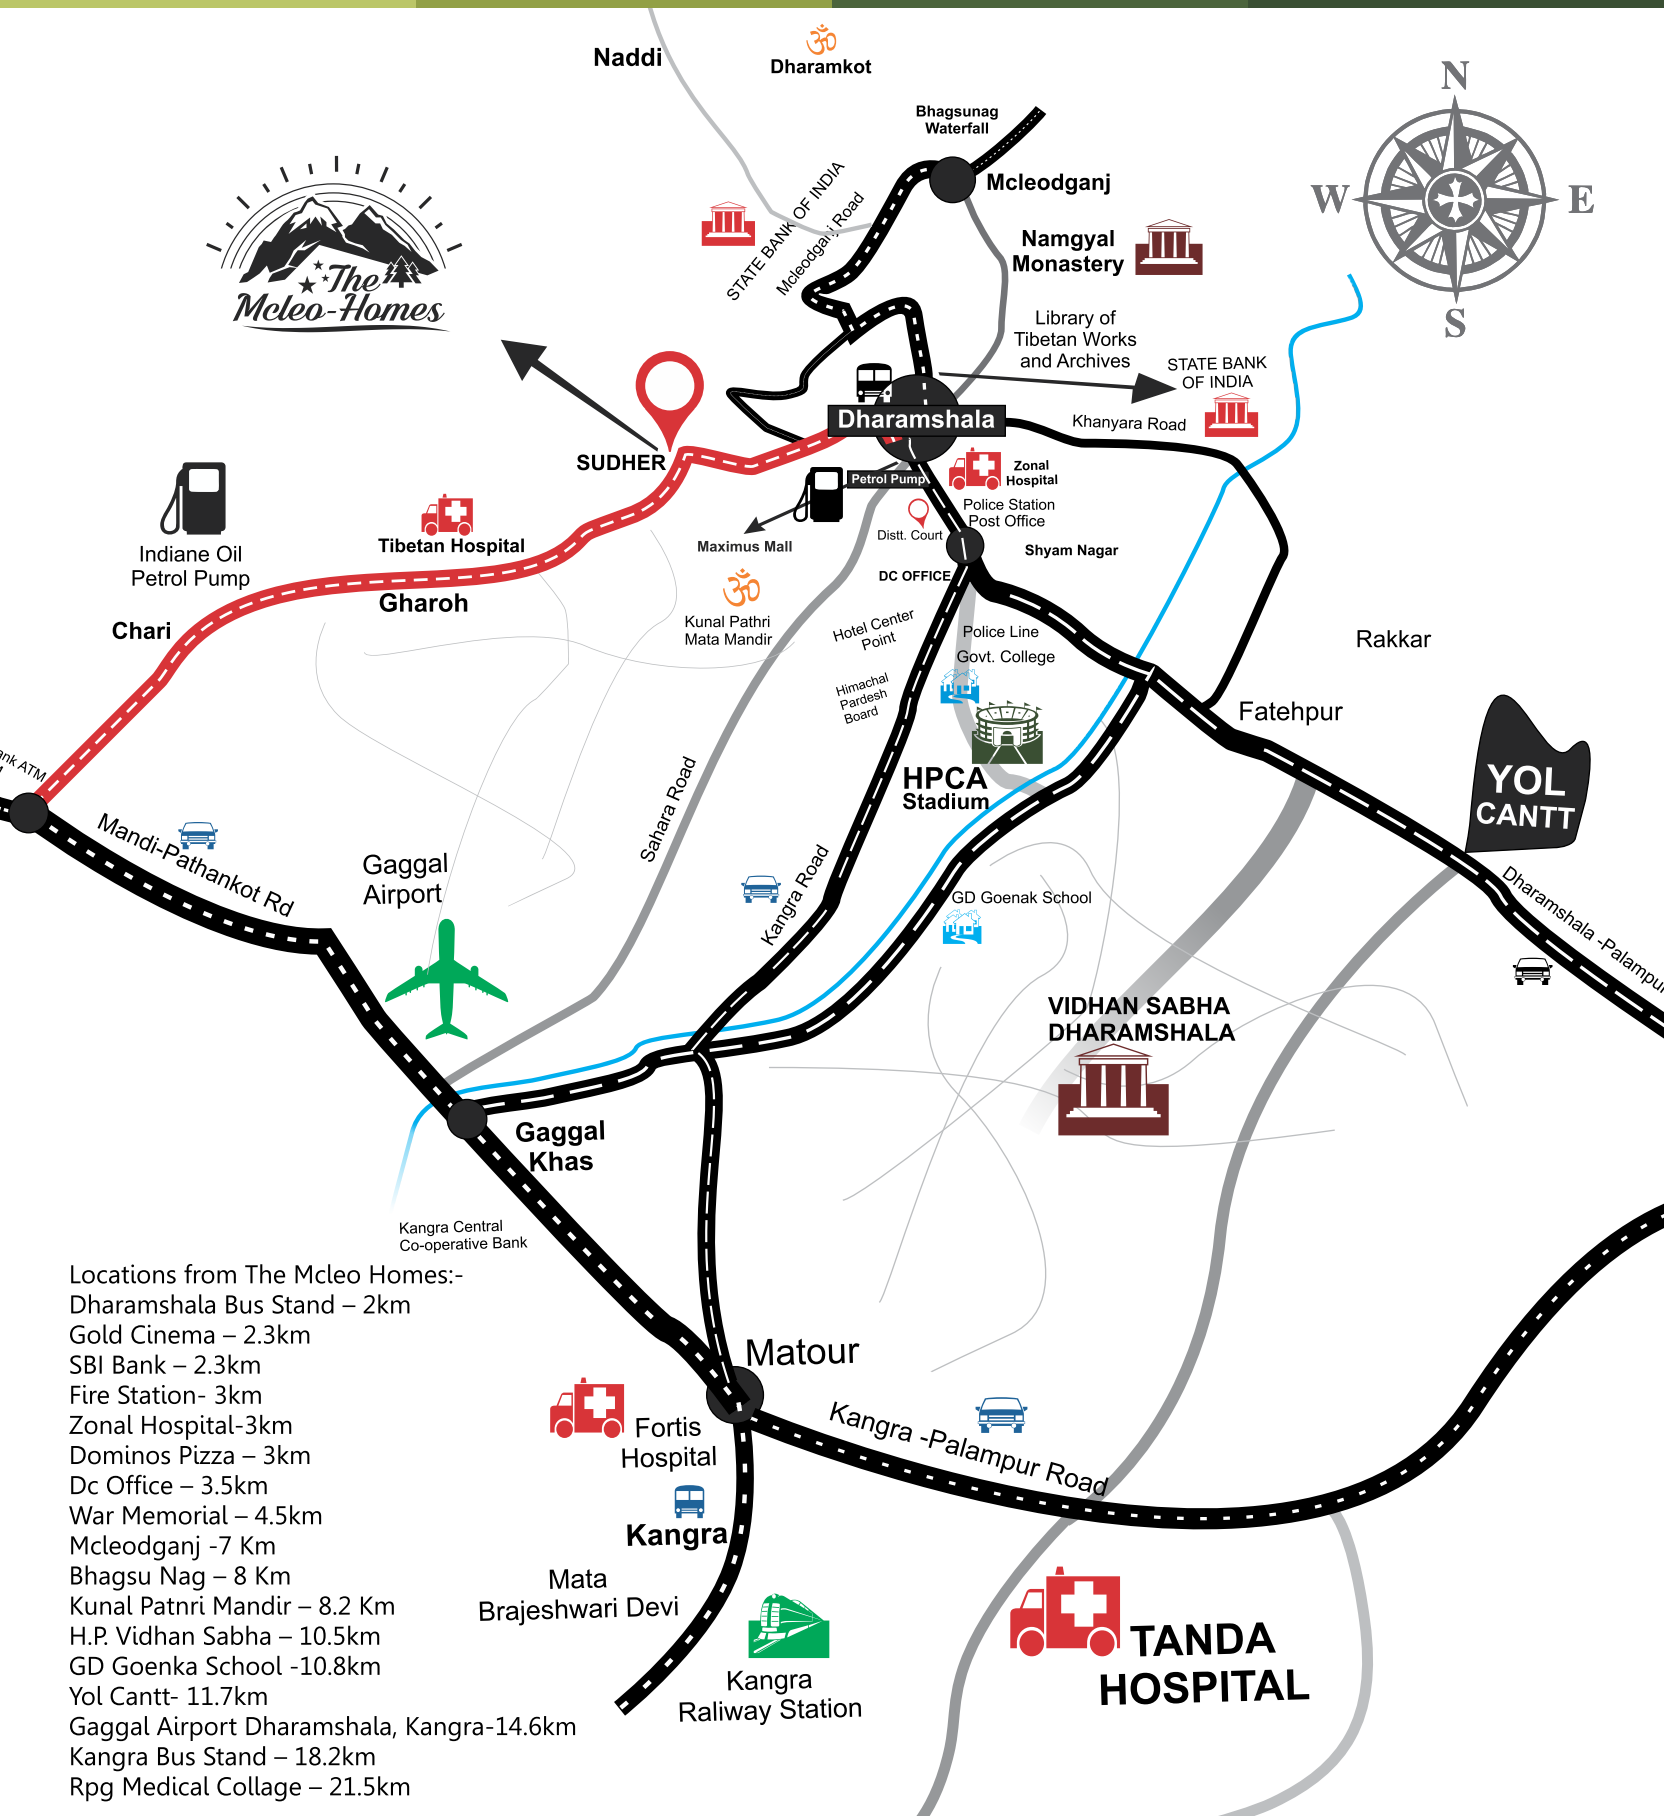 Naddi
Dharamkot
Bhagsunag
Waterfall
N
W
E
S
STATE BANK OF INDIA
Mcleodganj Road
Mcleodganj
The
Mcleo-Homes
Namgyal
Monastery
Library of
Tibetan Works
and Archives
STATE BANK
OF INDIA
Dharamshala
Khanyara Road
SUDHER
Petrol Pump
Zonal
Hospital
Police Station
Post Office
Distt. Court
Maximus Mall
Shyam Nagar
DC OFFICE
Indiane Oil
Petrol Pump
Tibetan Hospital
Gharoh
Chari
Kunal Pathri
Mata Mandir
Hotel Center
Point
Police Line
Govt. College
Himachal
Pardesh
Board
Rakkar
Fatehpur
HPCA
Stadium
YOL
CANTT
ATM
Mandi-Pathankot Rd
Gaggal
Airport
Sahara Road
Kangra Road
GD Goenak School
Dharamshala -Palampur
VIDHAN SABHA
DHARAMSHALA
Gaggal
Khas
Kangra Central
Co-operative Bank
Locations from The Mcleo Homes:-
Dharamshala Bus Stand – 2km
Gold Cinema – 2.3km
SBI Bank – 2.3km
Fire Station- 3km
Zonal Hospital-3km
Dominos Pizza – 3km
Dc Office – 3.5km
War Memorial – 4.5km
Mcleodganj -7 Km
Bhagsu Nag – 8 Km
Kunal Patnri Mandir – 8.2 Km
H.P. Vidhan Sabha – 10.5km
GD Goenka School -10.8km
Yol Cantt- 11.7km
Gaggal Airport Dharamshala, Kangra-14.6km
Kangra Bus Stand – 18.2km
Rpg Medical Collage – 21.5km
Matour
Fortis
Hospital
Kangra -Palampur Road
Kangra
Mata
Brajeshwari Devi
Kangra
Raliway Station
TANDA
HOSPITAL